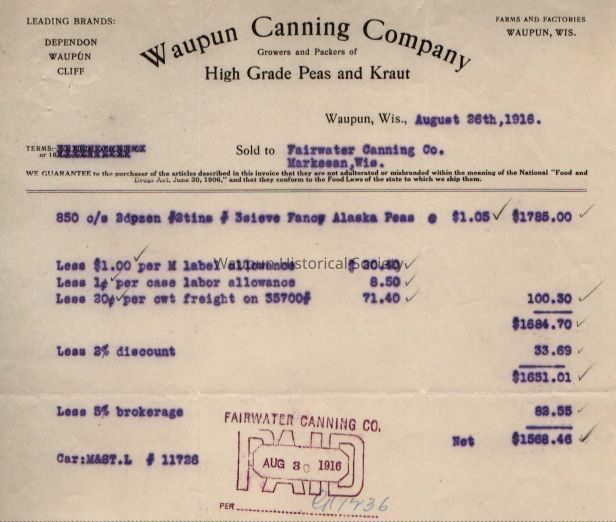 LEADING BRANDS:
DEPENDON
WAUPUN
CLIFF
Waupun Canning Company
Growers and Packers of
High Grade Peas and Kraut
FARMS AND FACTORIES
WAUPUN, WIS.
Waupun, Wis., August 26th,1916.
TERMS:
or 10
Sold to Fairwater Canning Co.
Markesan,Wis.
WE GUARANTEE to the purchaser of the articles described in this invoice that they are not adulterated or misbranded within the meaning of the National "Food and
Drugs Act, June 30, 1906," and that they conform to the Food Laws of the state to which we ship them.
850 c/s 2dozen #2tins # 3sieve Fancy Alaska Peas @ $1.05 $1785.00
Less $1.00 per M label allowance $ 20.40
Waupun Historical Society
Less 1¢ per case labor allowance 8.50
Less 20¢ per cwt freight on 35700# 71.40 100.30
$1684.70
Less 2% discount 33.69
$1651.01
Less 5% brokerage 82.55
Net $1568.46
Car:M&ST.L # 11726
FAIRWATER CANNING CO.
PAID
AUG 30 1916
PER